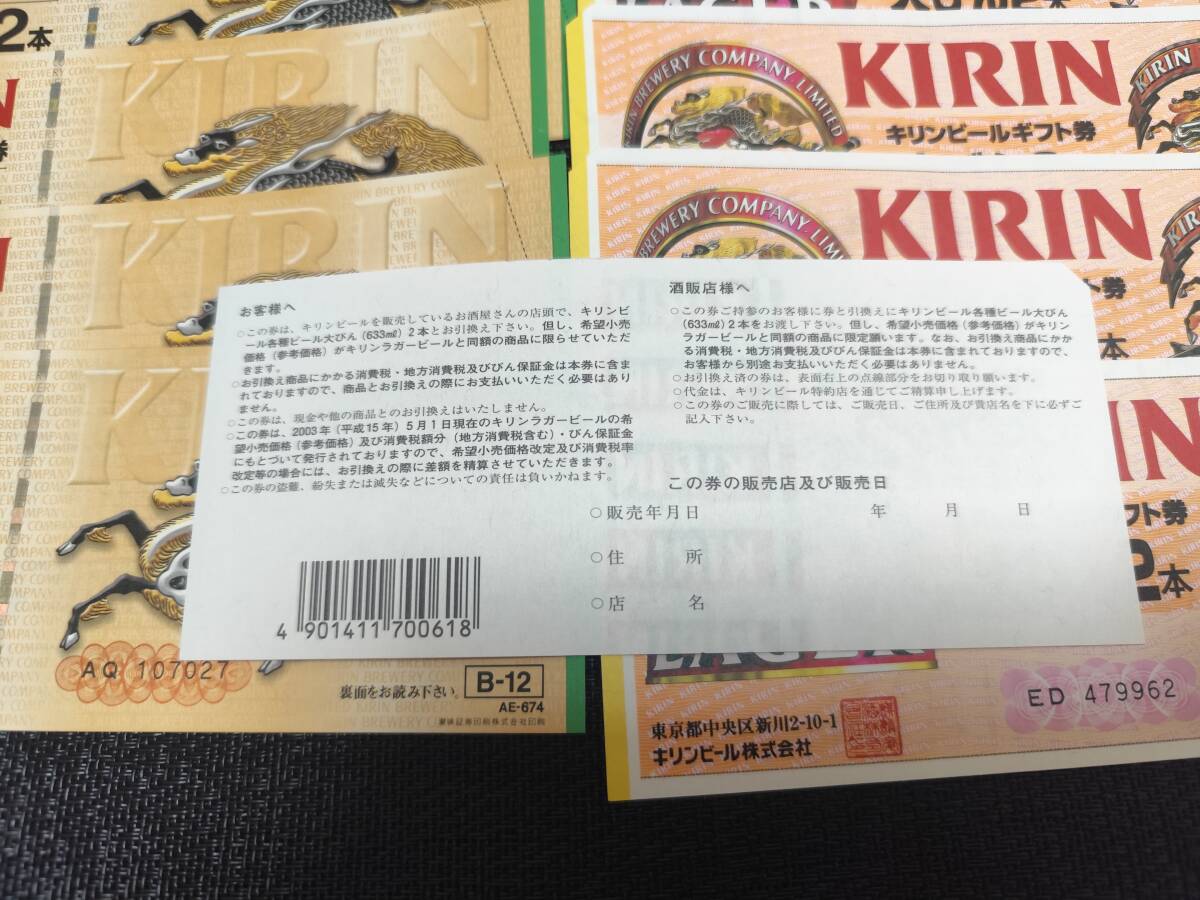 2本
KIRIN
KIRIN
AQ 107027
裏面をお読み下さい。
B-12
AE-674
東京証券印刷株式会社印刷
BREWERY COMPANY, LIMITED
KIRIN
キリンビールギフト券
KIRIN
BREWERY COMPANY, LIMITED
KIRIN
フト券
2本
LAGER
ED 479962
東京都中央区新川2-10-1
キリンビール株式会社
お客様へ
○この券は、キリンビールを販売しているお酒屋さんの店頭で、キリンビ
ール各種ビール大びん(633㎖)2本とお引換え下さい。但し、希望小売
価格(参考価格)がキリンラガービールと同額の商品に限らせていただ
きます。
○お引換え商品にかかる消費税・地方消費税及びびん保証金は本券に含ま
れておりますので、商品とお引換えの際にお支払いいただく必要はあり
ません。
○この券は、現金や他の商品とのお引換えはいたしません。
○この券は、2003年(平成15年)5月1日現在のキリンラガービールの希
望小売価格(参考価格)及び消費税額分(地方消費税含む)・びん保証金
にもとづいて発行されておりますので、希望小売価格改定及び消費税率
改定等の場合には、お引換えの際に差額を精算させていただきます。
○この券の盗難、紛失または滅失などについての責任は負いかねます。
4 901411 700618
酒販店様へ
○この券ご持参のお客様に券と引換えにキリンビール各種ビール大びん
(633㎖)2本をお渡し下さい。但し、希望小売価格(参考価格)がキリ
ンラガービールと同額の商品に限定願います。なお、お引換え商品にかか
る消費税・地方消費税及びびん保証金は本券に含まれておりますので、
お客様から別途お支払いいただく必要はありません。
○お引換え済の券は、表面右上の点線部分をお切り取り願います。
○代金は、キリンビール特約店を通じてご精算申し上げます。
○この券のご販売に際しては、ご販売日、ご住所及び貴店名を下に必ずご
記入下さい。
この券の販売店及び販売日
○販売年月日 年 月 日
○住 所
○店 名